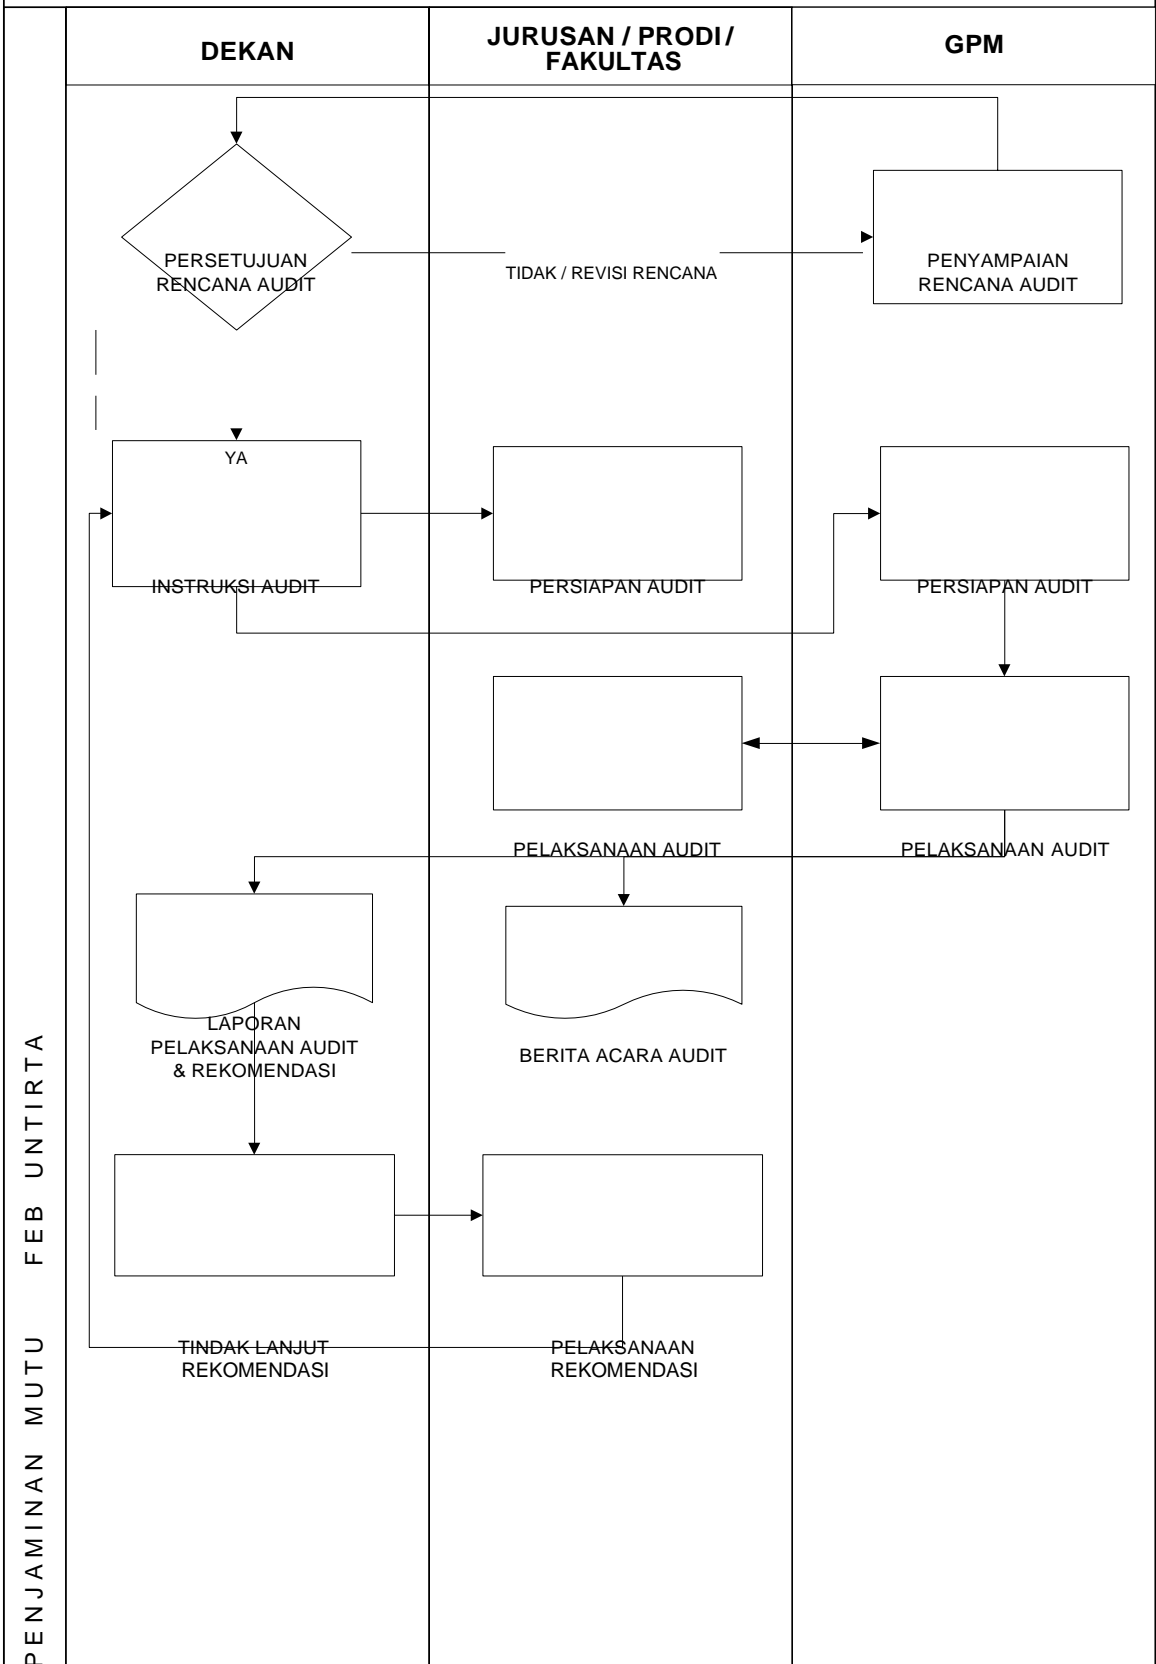 DEKAN
JURUSAN / PRODI /
FAKULTAS
GPM
PERSETUJUAN
RENCANA AUDIT
TIDAK / REVISI RENCANA
PENYAMPAIAN
RENCANA AUDIT
YA
INSTRUKSI AUDIT
PERSIAPAN AUDIT
PERSIAPAN AUDIT
PELAKSANAAN AUDIT
PELAKSANAAN AUDIT
LAPORAN
PELAKSANAAN AUDIT
& REKOMENDASI
BERITA ACARA AUDIT
TINDAK LANJUT
REKOMENDASI
PELAKSANAAN
REKOMENDASI
PENJAMINAN MUTU FEB UNTIRTA